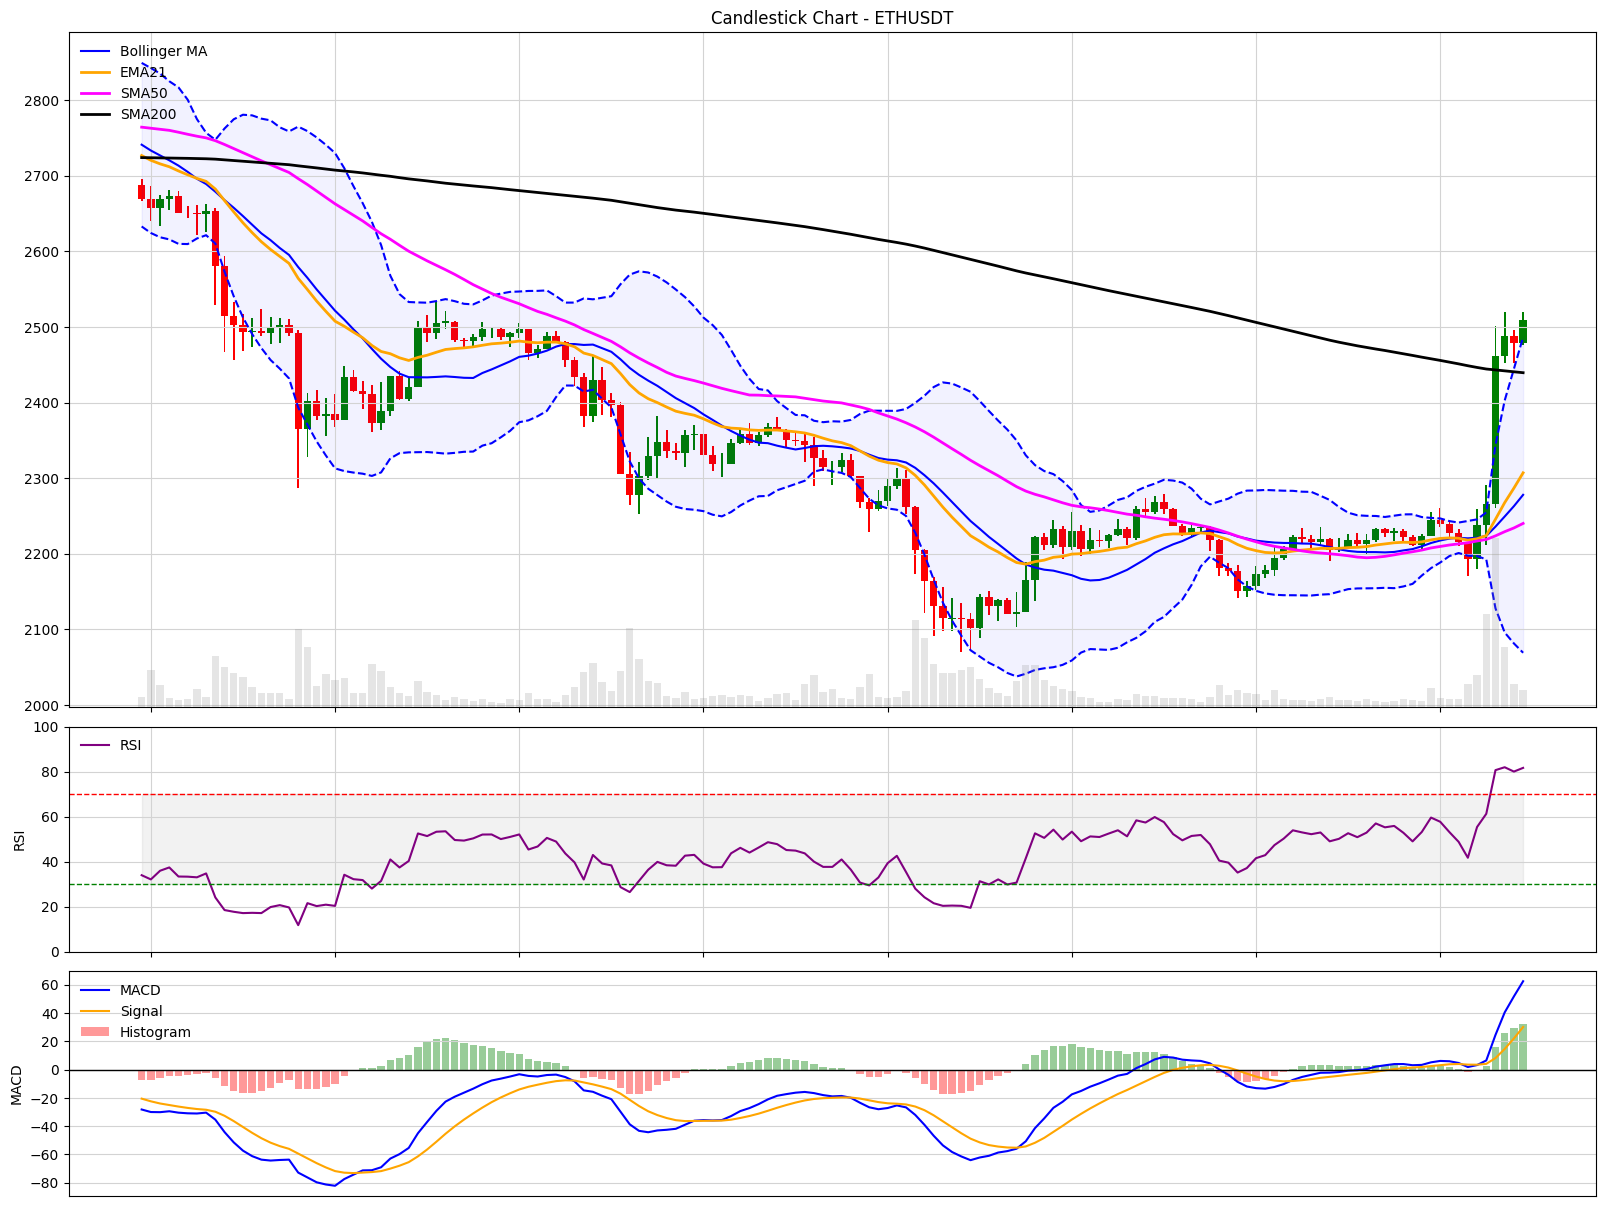 Candlestick Chart - ETHUSDT
Bollinger MA
EMA21
SMA50
SMA200
2800
2700
2600
2500
2400
2300
2200
2100
2000
100
80
60
40
20
0
RSI
RSI
60
40
20
0
−20
−40
−60
−80
MACD
MACD
Signal
Histogram